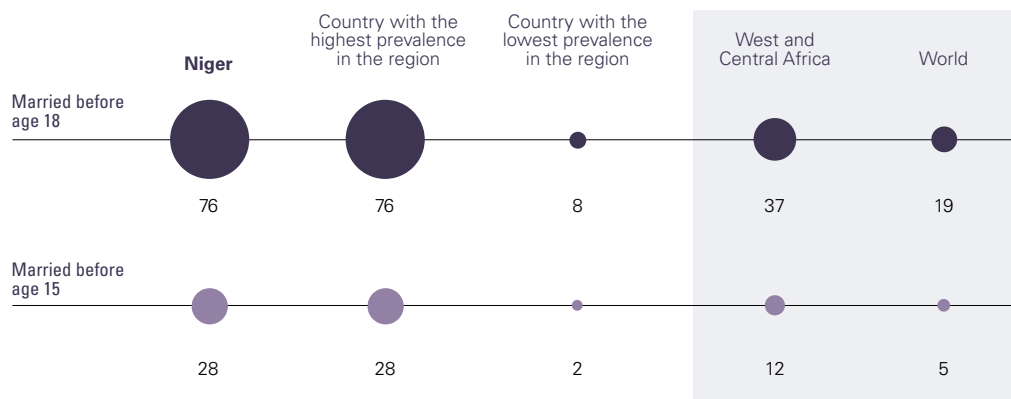 Niger
Country with the
highest prevalence
in the region
Country with the
lowest prevalence
in the region
West and
Central Africa
World
Married before
age 18
76
76
8
37
19
Married before
age 15
28
28
2
12
5